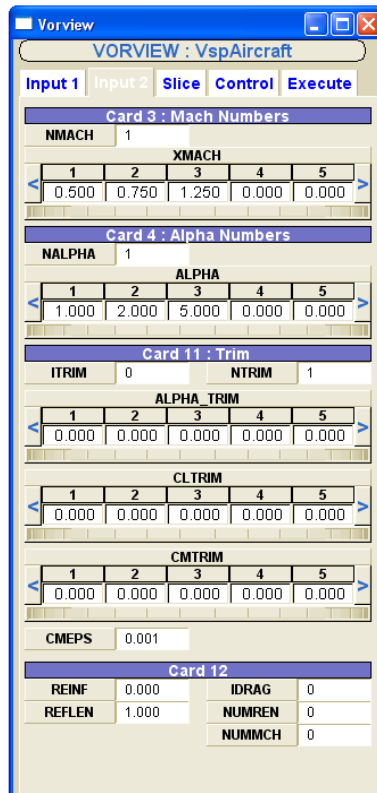 Vorview
VORVIEW : VspAircraft
Input 1 Input 2 Slice Control Execute
Card 3 : Mach Numbers
NMACH 1
XMACH
1 2 3 4 5
< 0.500 0.750 1.250 0.000 0.000 >
Card 4 : Alpha Numbers
NALPHA 1
ALPHA
1 2 3 4 5
< 1.000 2.000 5.000 0.000 0.000 >
Card 11 : Trim
ITRIM 0 NTRIM 1
ALPHA_TRIM
1 2 3 4 5
< 0.000 0.000 0.000 0.000 0.000 >
CLTRIM
1 2 3 4 5
< 0.000 0.000 0.000 0.000 0.000 >
CMTRIM
1 2 3 4 5
< 0.000 0.000 0.000 0.000 0.000 >
CMEPS 0.001
Card 12
REINF 0.000 IDRAG 0
REFLEN 1.000 NUMREN 0
NUMMCH 0